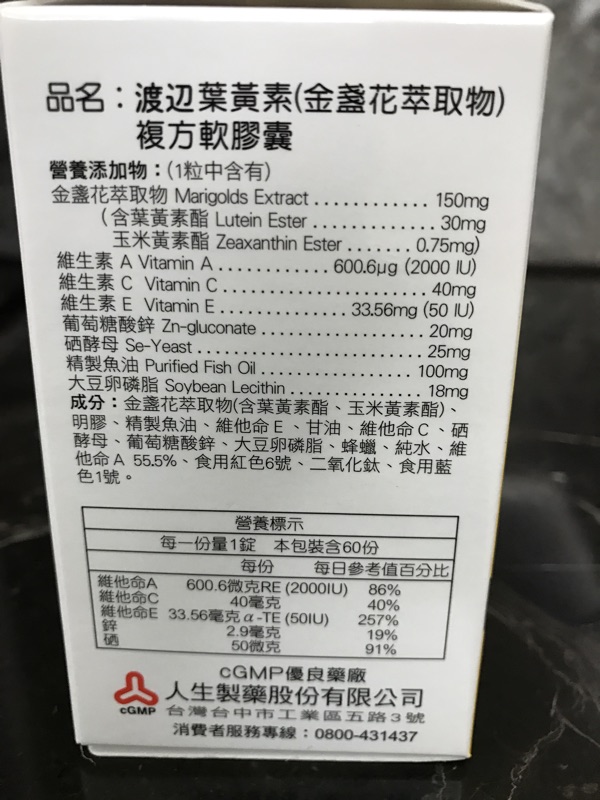 品名：渡辺葉黃素(金盞花萃取物)
複方軟膠囊
營養添加物：(1粒中含有)
金盞花萃取物 Marigolds Extract ............ 150mg
(含葉黃素酯 Lutein Ester ............. 30mg
玉米黃素酯 Zeaxanthin Ester ....... 0.75mg)
維生素 A Vitamin A ............ 600.6μg (2000 IU)
維生素 C Vitamin C ......................... 40mg
維生素 E Vitamin E .............. 33.56mg (50 IU)
葡萄糖酸鋅 Zn-gluconate .................... 20mg
硒酵母 Se-Yeast ............................ 25mg
精製魚油 Purified Fish Oil ................. 100mg
大豆卵磷脂 Soybean Lecithin ................ 18mg
成分：金盞花萃取物(含葉黃素酯、玉米黃素酯)、
明膠、精製魚油、維他命E、甘油、維他命C、硒
酵母、葡萄糖酸鋅、大豆卵磷脂、蜂蠟、純水、維
他命A 55.5%、食用紅色6號、二氧化鈦、食用藍
色1號。
營養標示
每一份量1錠 本包裝含60份
每份 每日參考值百分比
維他命A 600.6微克RE (2000IU) 86%
維他命C 40毫克 40%
維他命E 33.56毫克α-TE (50IU) 257%
鋅 2.9毫克 19%
硒 50微克 91%
cGMP優良藥廠
cGMP 人生製藥股份有限公司
台灣台中市工業區五路3號
消費者服務專線：0800-431437